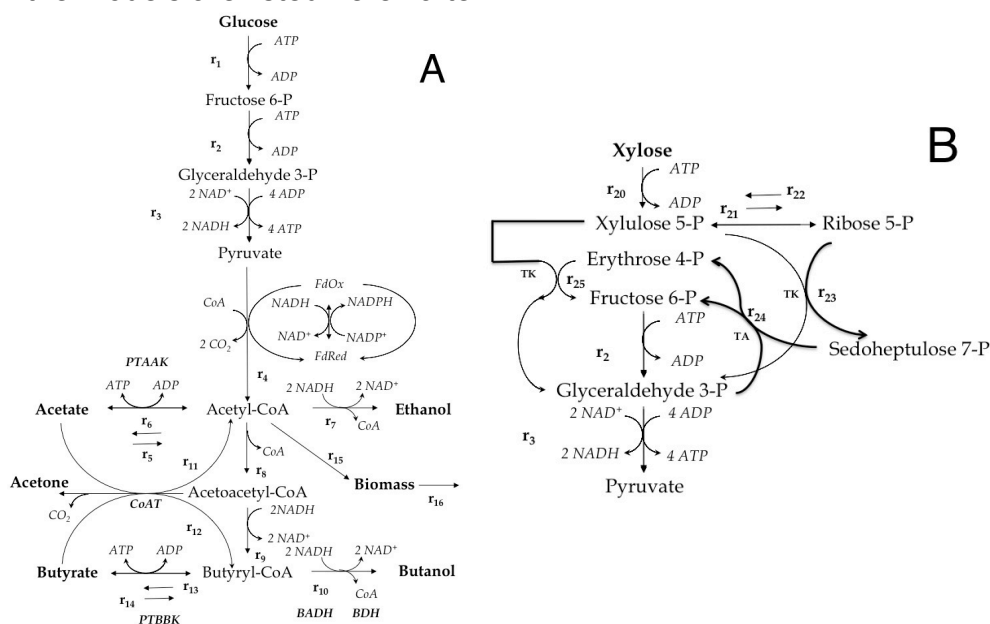 Glucose
ATP
r1
ADP
A
Fructose 6-P
ATP
r2
ADP
Glyceraldehyde 3-P
2 NAD+ 4 ADP
r3
2 NADH 4 ATP
Pyruvate
FdOx
CoA NADH NADPH
NAD+ NADP+
2 CO2 FdRed
r4
PTAAK
ATP ADP 2 NADH 2 NAD+
Acetate Acetyl-CoA Ethanol
r6 r7 CoA
r5
CoA
r11 r8 r15
Acetone Acetoacetyl-CoA Biomass
CoAT r16
CO2
2NADH
r12
2 NAD+
r9
ATP ADP 2 NADH 2 NAD+
Butyrate Butyryl-CoA Butanol
r13 r10 CoA
r14
PTBBK BADH BDH
B
Xylose
ATP
r20 r22
ADP r21
Xylulose 5-P Ribose 5-P
Erythrose 4-P
TK r25 TK r23
Fructose 6-P
r24
ATP TA
r2
ADP Sedoheptulose 7-P
Glyceraldehyde 3-P
2 NAD+ 4 ADP
r3
2 NADH 4 ATP
Pyruvate